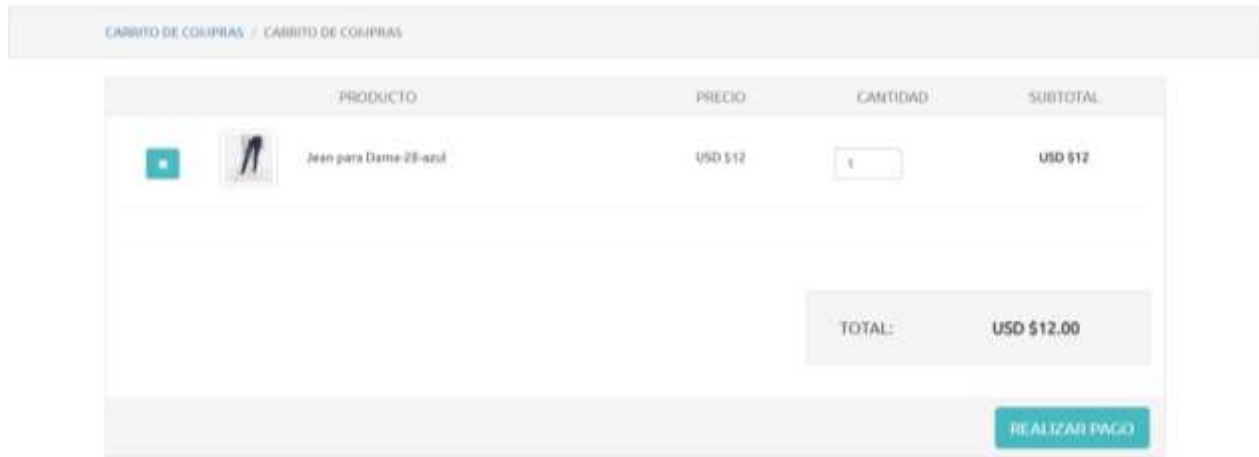 CARRITO DE COMPRAS / CARRITO DE COMPRAS
PRODUCTO PRECIO CANTIDAD SUBTOTAL
Jean para Dama-28-azul USD $12 1 USD $12
TOTAL: USD $12.00
REALIZAR PAGO